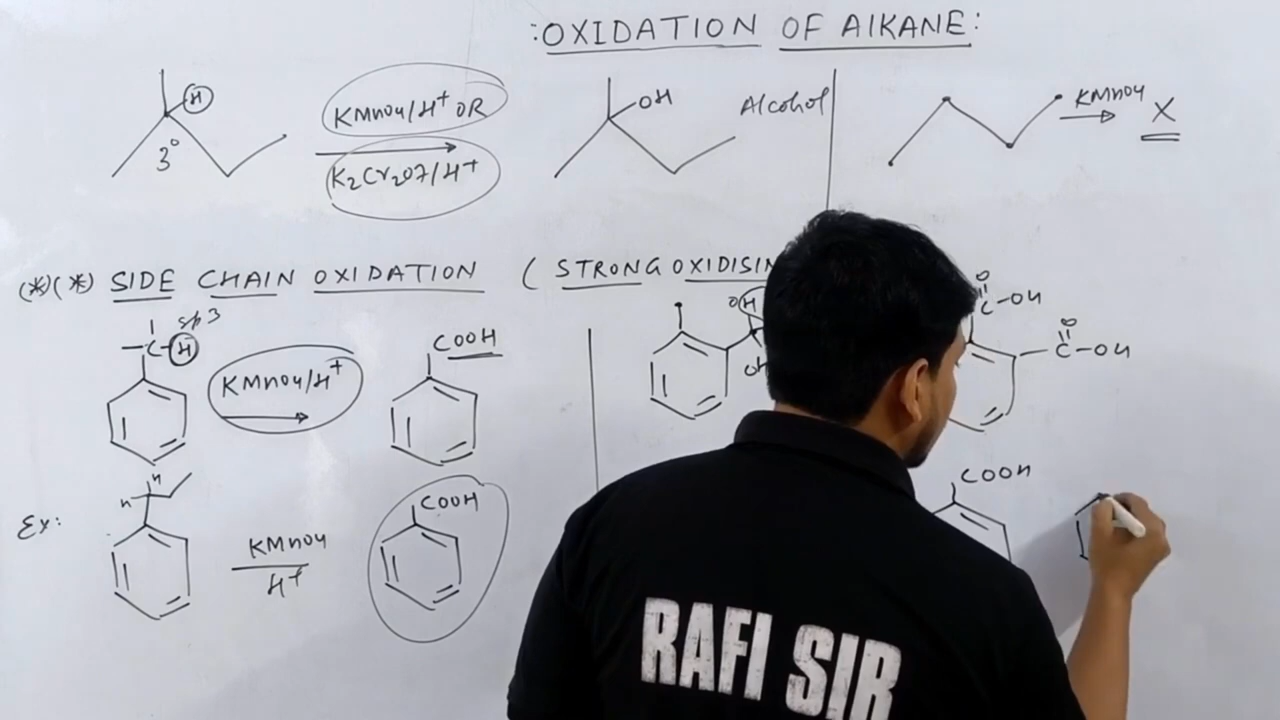 :OXIDATION OF AlKANE:
H
3°
KMnO4/H+ OR
K2Cr2O7/H+
OH
Alcohol
KMnO4
X
(*)(*) SIDE CHAIN OXIDATION ( STRONG OXIDISIN
sp3
-C-H
KMnO4/H+
COOH
OH
OH
O
C-OH
O
C-OH
Ex:
H
H
KMnO4
H+
COOH
COOH
RAFI SIR